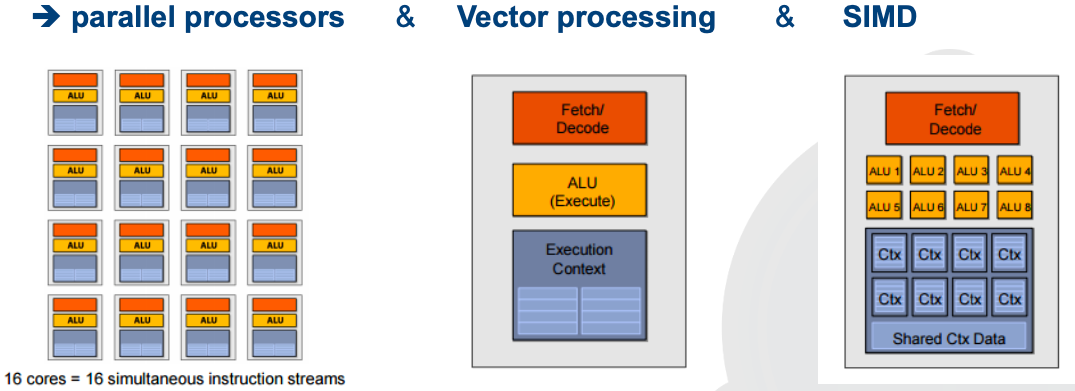 ➔ parallel processors & Vector processing & SIMD
ALU ALU ALU ALU
ALU ALU ALU ALU
ALU ALU ALU ALU
ALU ALU ALU ALU
16 cores = 16 simultaneous instruction streams
Fetch/
Decode
ALU
(Execute)
Execution
Context
Fetch/
Decode
ALU 1 ALU 2 ALU 3 ALU 4
ALU 5 ALU 6 ALU 7 ALU 8
Ctx Ctx Ctx Ctx
Ctx Ctx Ctx Ctx
Shared Ctx Data